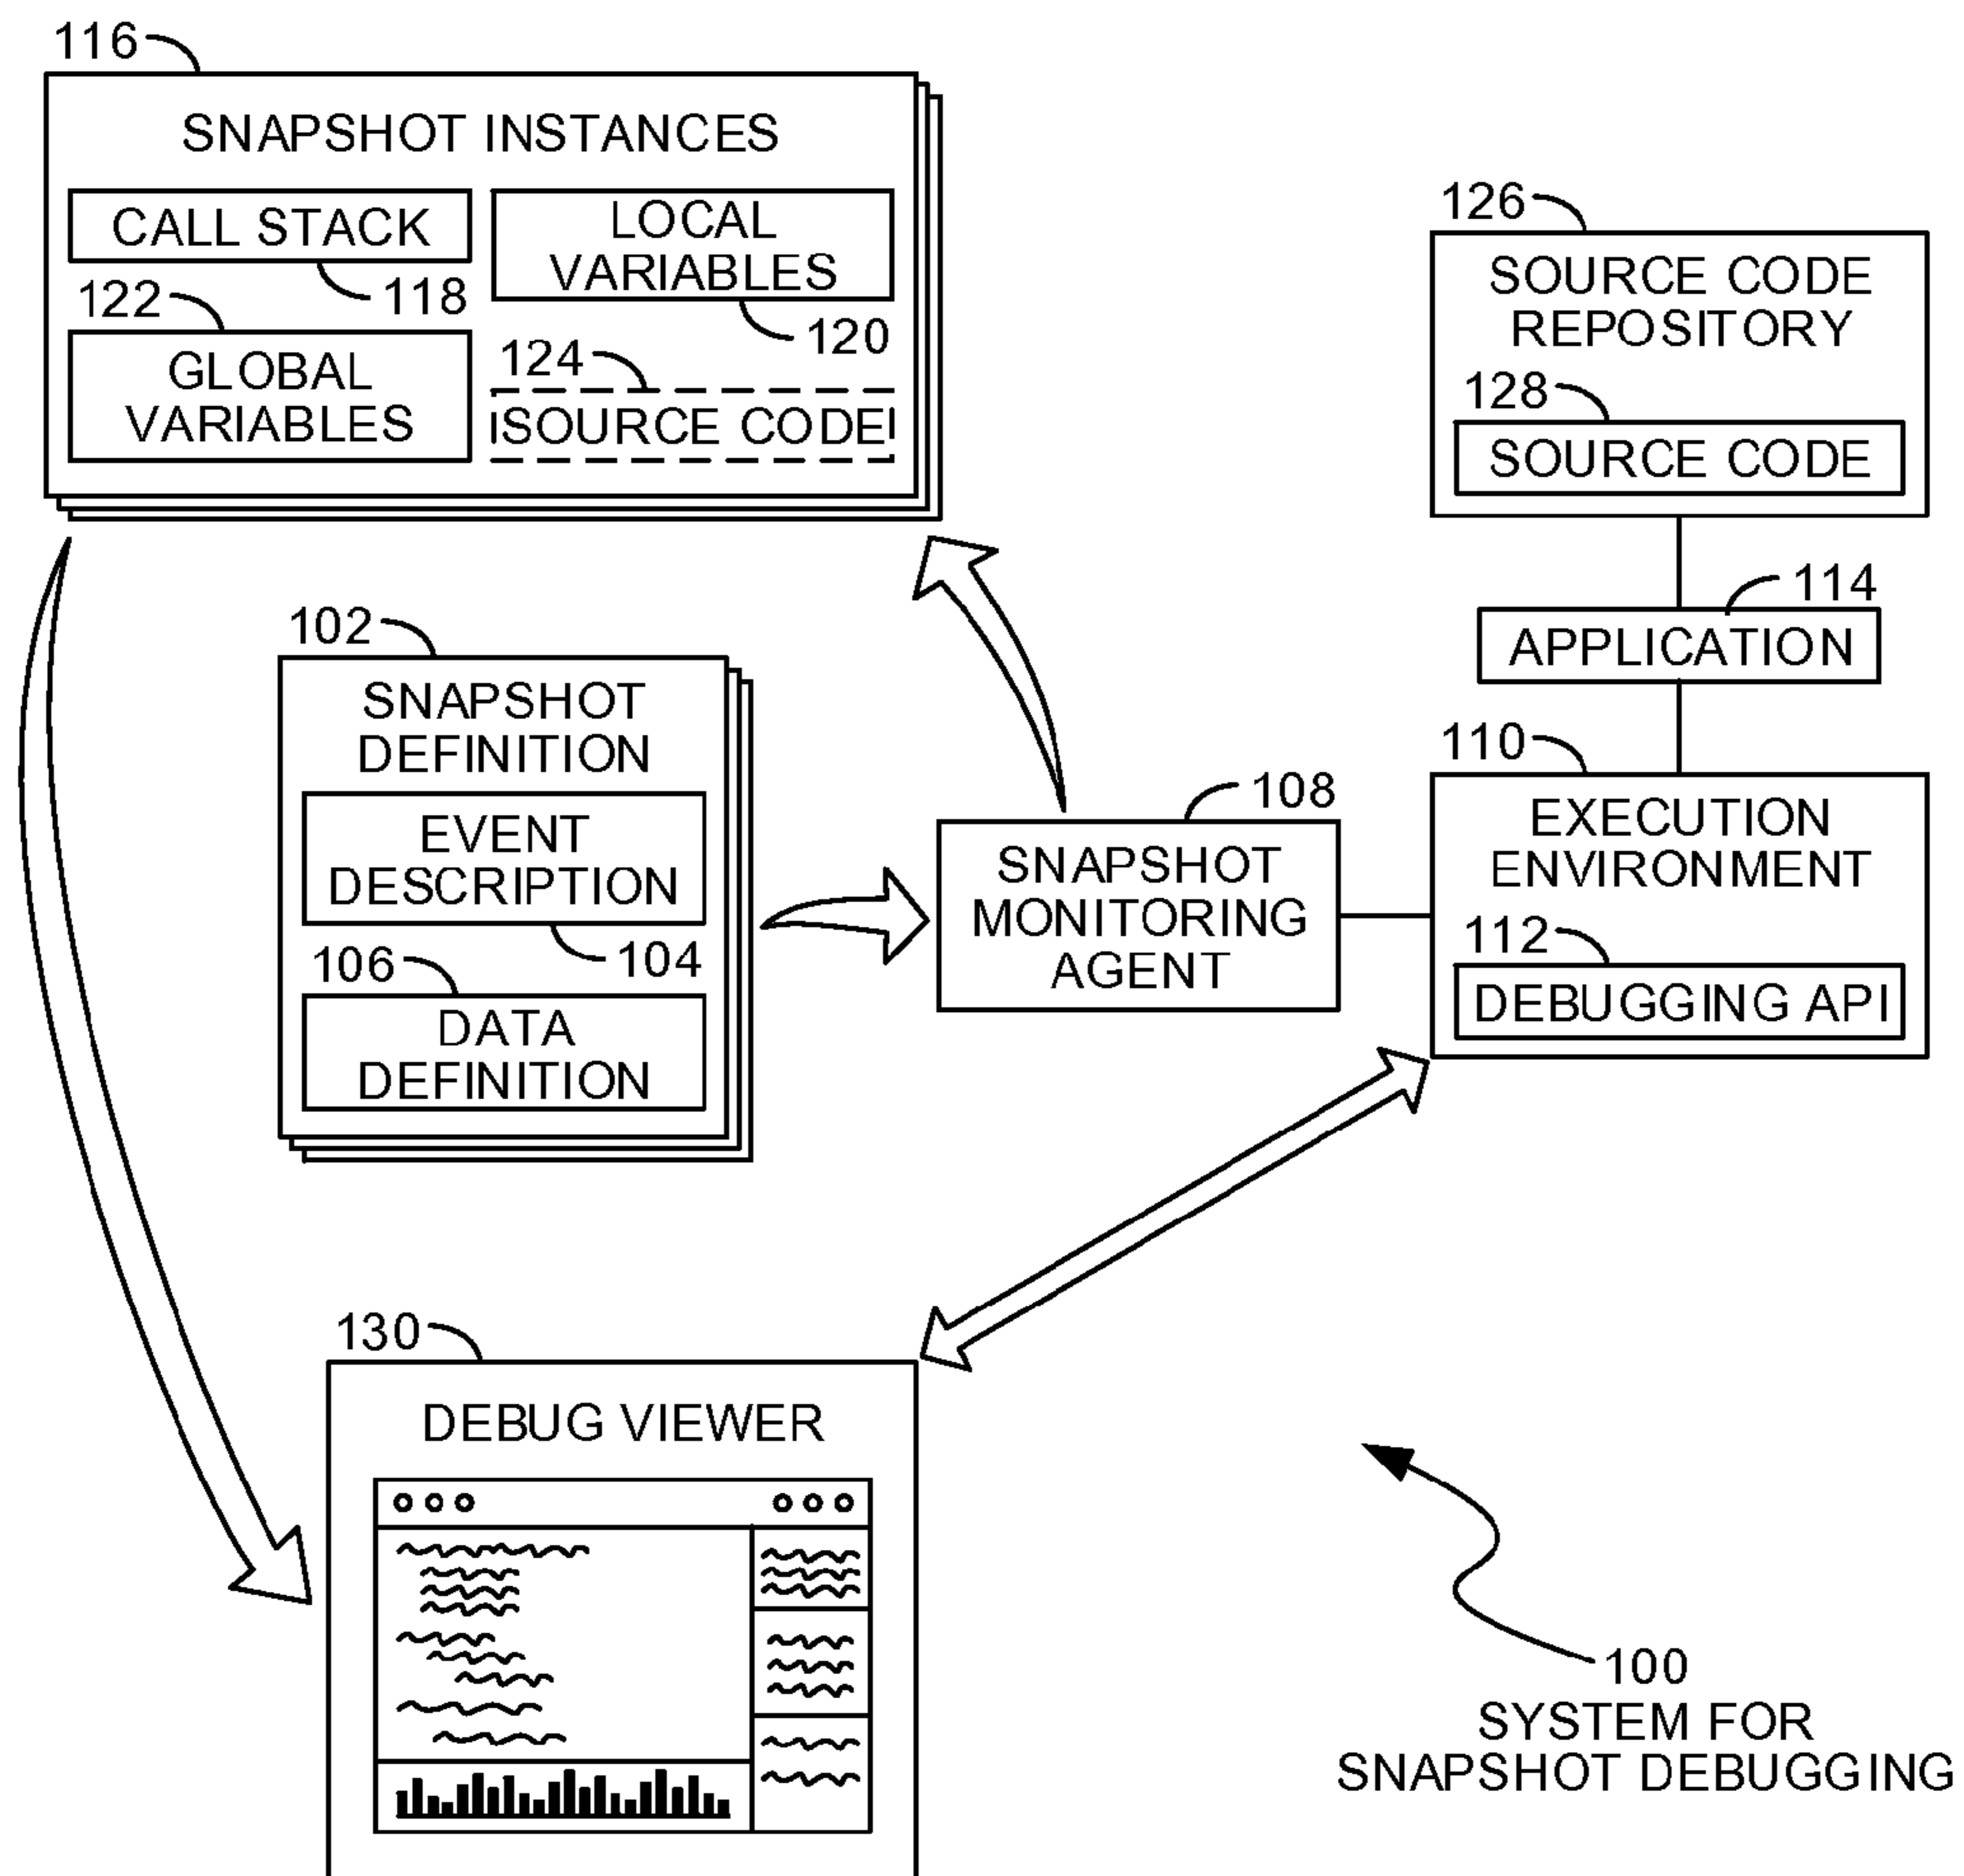 116
SNAPSHOT INSTANCES
CALL STACK
118
LOCAL
VARIABLES
120
122
GLOBAL
VARIABLES
124
SOURCE CODE
126
SOURCE CODE
REPOSITORY
128
SOURCE CODE
114
APPLICATION
102
SNAPSHOT
DEFINITION
EVENT
DESCRIPTION
104
106
DATA
DEFINITION
108
SNAPSHOT
MONITORING
AGENT
110
EXECUTION
ENVIRONMENT
112
DEBUGGING API
130
DEBUG VIEWER
100
SYSTEM FOR
SNAPSHOT DEBUGGING